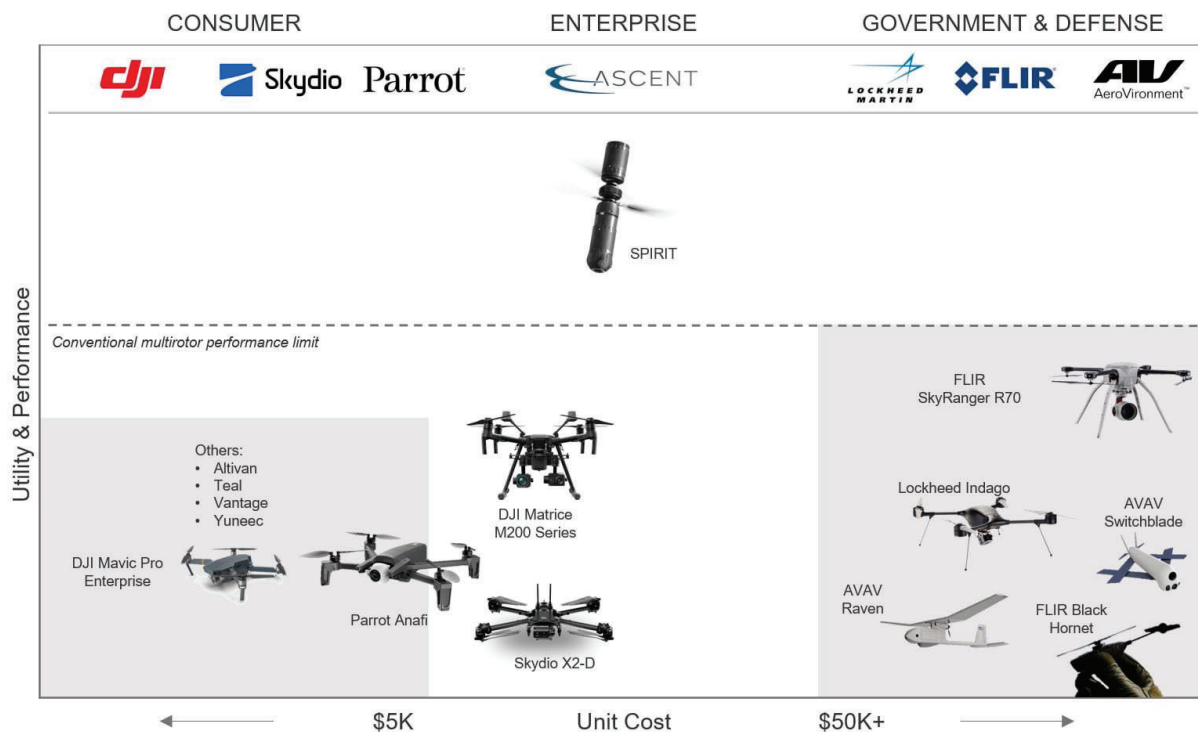 CONSUMER
ENTERPRISE
GOVERNMENT & DEFENSE
dji
Skydio
Parrot
ASCENT
LOCKHEED
MARTIN
FLIR
AV
AeroVironment™
SPIRIT
Utility & Performance
Conventional multirotor performance limit
FLIR
SkyRanger R70
Others:
• Altivan
• Teal
• Vantage
• Yuneec
DJI Matrice
M200 Series
Lockheed Indago
AVAV
Switchblade
DJI Mavic Pro
Enterprise
Parrot Anafi
AVAV
Raven
FLIR Black
Hornet
Skydio X2-D
$5K
Unit Cost
$50K+